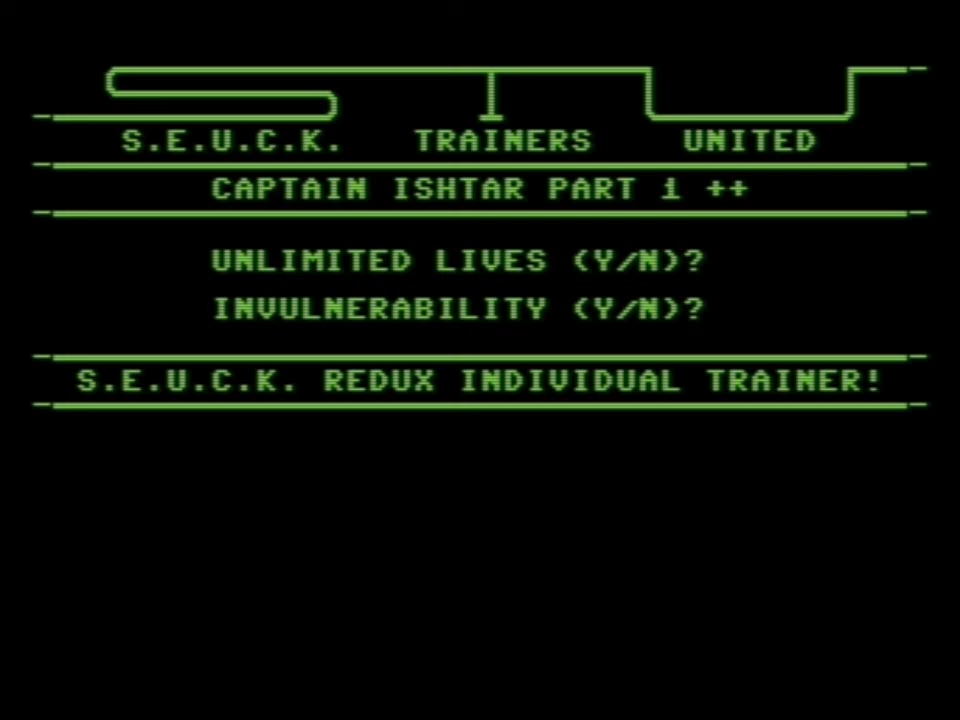 S.E.U.C.K. TRAINERS UNITED
CAPTAIN ISHTAR PART 1 ++
UNLIMITED LIVES (Y/N)?
INVULNERABILITY (Y/N)?
S.E.U.C.K. REDUX INDIVIDUAL TRAINER!